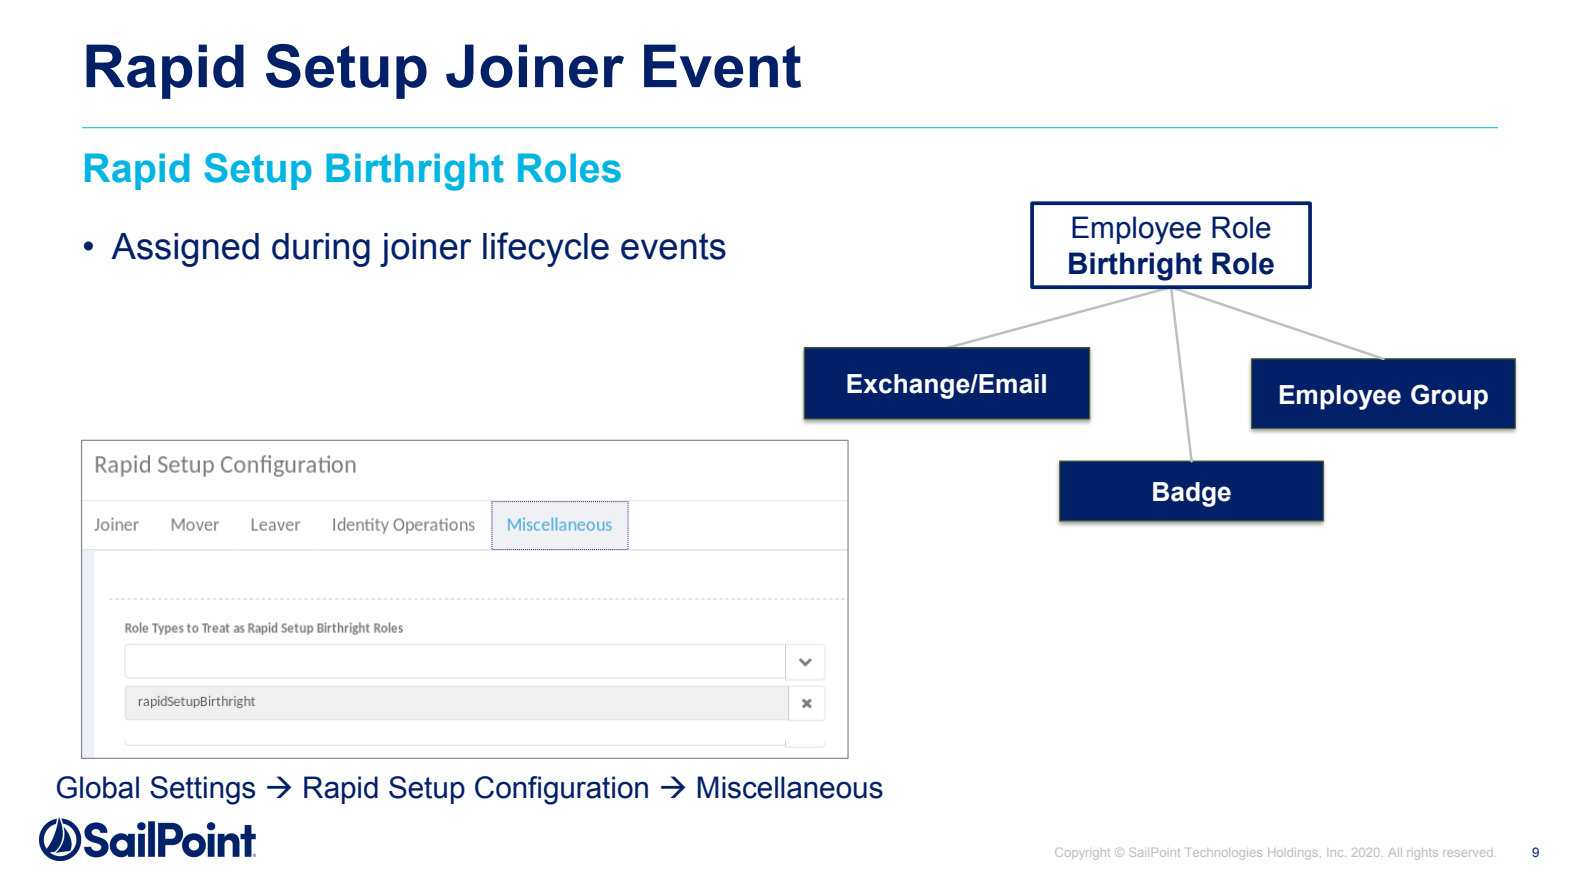 Rapid Setup Joiner Event
Rapid Setup Birthright Roles
• Assigned during joiner lifecycle events
Employee Role
Birthright Role
Exchange/Email
Employee Group
Badge
Rapid Setup Configuration
Joiner Mover Leaver Identity Operations Miscellaneous
Role Types to Treat as Rapid Setup Birthright Roles
rapidSetupBirthright
Global Settings → Rapid Setup Configuration → Miscellaneous
SailPoint
Copyright © SailPoint Technologies Holdings, Inc. 2020. All rights reserved. 9